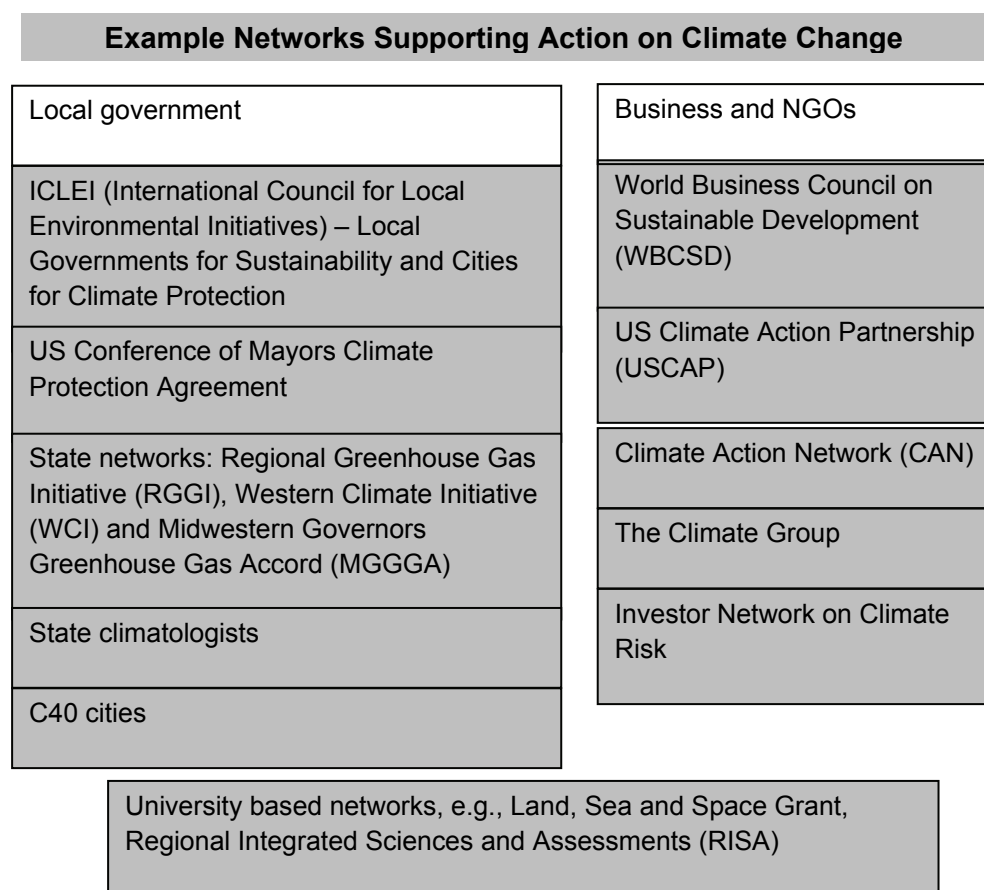 Example Networks Supporting Action on Climate Change
Local government
ICLEI (International Council for Local
Environmental Initiatives) – Local
Governments for Sustainability and Cities
for Climate Protection
US Conference of Mayors Climate
Protection Agreement
State networks: Regional Greenhouse Gas
Initiative (RGGI), Western Climate Initiative
(WCI) and Midwestern Governors
Greenhouse Gas Accord (MGGGA)
State climatologists
C40 cities
Business and NGOs
World Business Council on
Sustainable Development
(WBCSD)
US Climate Action Partnership
(USCAP)
Climate Action Network (CAN)
The Climate Group
Investor Network on Climate
Risk
University based networks, e.g., Land, Sea and Space Grant,
Regional Integrated Sciences and Assessments (RISA)